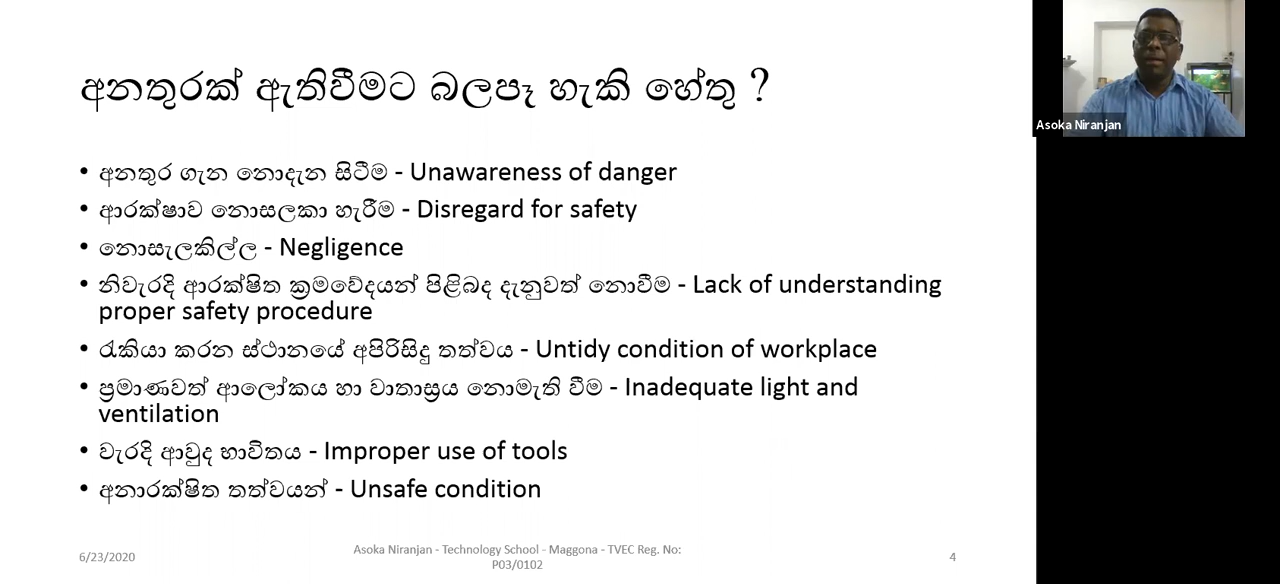 අනතුරක් ඇතිවීමට බලපෑ හැකි හේතු ?
• අනතුර ගැන නොදැන සිටීම - Unawareness of danger
• ආරක්ෂාව නොසලකා හැරීම - Disregard for safety
• නොසැලකිල්ල - Negligence
• නිවැරදි ආරක්ෂිත ක්‍රමවේදයන් පිළිබද දැනුවත් නොවීම - Lack of understanding
proper safety procedure
• රැකියා කරන ස්ථානයේ අපිරිසිදු තත්වය - Untidy condition of workplace
• ප්‍රමාණවත් ආලෝකය හා වාතාස්‍රය නොමැති වීම - Inadequate light and
ventilation
• වැරදි ආවුද භාවිතය - Improper use of tools
• අනාරක්ෂිත තත්වයන් - Unsafe condition
6/23/2020
Asoka Niranjan - Technology School - Maggona - TVEC Reg. No:
P03/0102
4
Asoka Niranjan